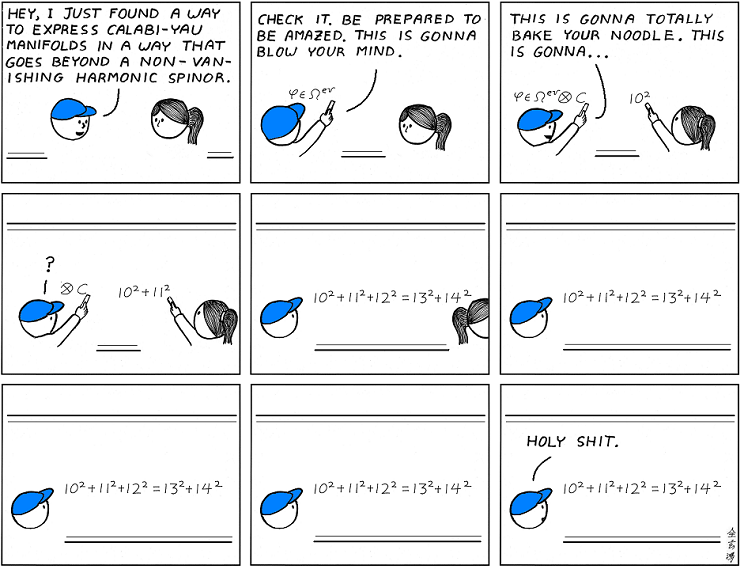 HEY, I JUST FOUND A WAY
TO EXPRESS CALABI-YAU
MANIFOLDS IN A WAY THAT
GOES BEYOND A NON-VAN-
ISHING HARMONIC SPINOR.
CHECK IT. BE PREPARED TO
BE AMAZED. THIS IS GONNA
BLOW YOUR MIND.
φ∈Ω^ev
THIS IS GONNA TOTALLY
BAKE YOUR NOODLE. THIS
IS GONNA...
φ∈Ω^ev⊗C
10²
?
⊗C
10²+11²
10²+11²+12²=13²+14²
10²+11²+12²=13²+14²
10²+11²+12²=13²+14²
10²+11²+12²=13²+14²
HOLY SHIT.
10²+11²+12²=13²+14²